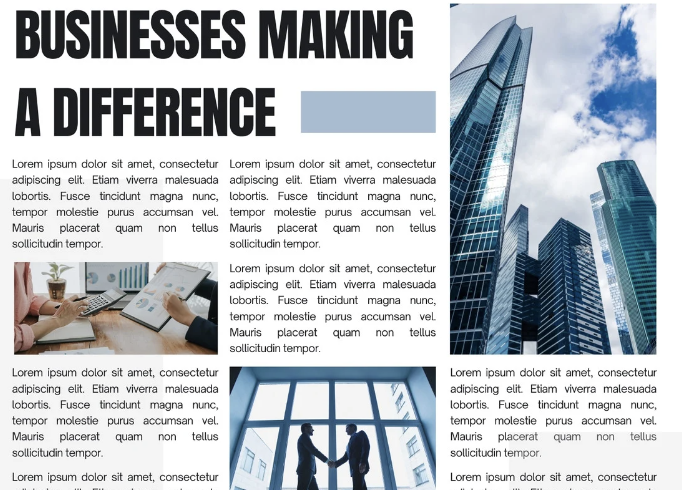 BUSINESSES MAKING
A DIFFERENCE
Lorem ipsum dolor sit amet, consectetur
adipiscing elit. Etiam viverra malesuada
lobortis. Fusce tincidunt magna nunc,
tempor molestie purus accumsan vel.
Mauris placerat quam non tellus
sollicitudin tempor.
Lorem ipsum dolor sit amet, consectetur
adipiscing elit. Etiam viverra malesuada
lobortis. Fusce tincidunt magna nunc,
tempor molestie purus accumsan vel.
Mauris placerat quam non tellus
sollicitudin tempor.
Lorem ipsum dolor sit amet, consectetur
Lorem ipsum dolor sit amet, consectetur
adipiscing elit. Etiam viverra malesuada
lobortis. Fusce tincidunt magna nunc,
tempor molestie purus accumsan vel.
Mauris placerat quam non tellus
sollicitudin tempor.
Lorem ipsum dolor sit amet, consectetur
adipiscing elit. Etiam viverra malesuada
lobortis. Fusce tincidunt magna nunc,
tempor molestie purus accumsan vel.
Mauris placerat quam non tellus
sollicitudin tempor.
Lorem ipsum dolor sit amet, consectetur
adipiscing elit. Etiam viverra malesuada
lobortis. Fusce tincidunt magna nunc,
tempor molestie purus accumsan vel.
Mauris placerat quam non tellus
sollicitudin tempor.
Lorem ipsum dolor sit amet, consectetur